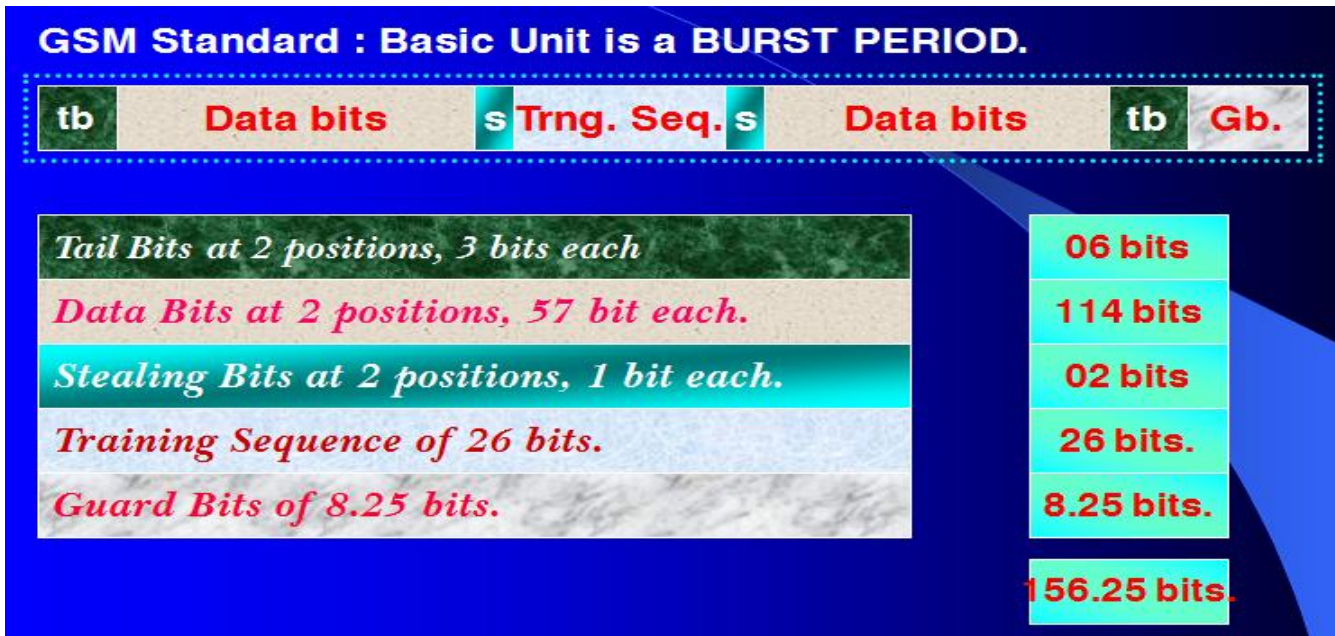 GSM Standard : Basic Unit is a BURST PERIOD.
tb Data bits s Trng. Seq. s Data bits tb Gb.
Tail Bits at 2 positions, 3 bits each 06 bits
Data Bits at 2 positions, 57 bit each. 114 bits
Stealing Bits at 2 positions, 1 bit each. 02 bits
Training Sequence of 26 bits. 26 bits.
Guard Bits of 8.25 bits. 8.25 bits.
156.25 bits.